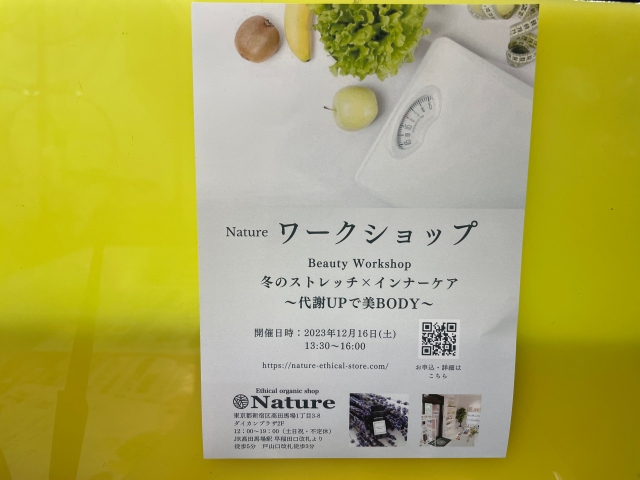 Nature ワークショップ
Beauty Workshop
冬のストレッチ×インナーケア
～代謝UPで美BODY～
開催日時：2023年12月16日(土)
13:30～16:00
https://nature-ethical-store.com/
お申込・詳細は
こちら
Ethical organic shop
Nature
東京都新宿区高田馬場1丁目3-8
ダイカンプラザ2F
12：00～19：00（土日祝・不定休）
JR高田馬場駅 早稲田口改札より
徒歩5分　戸山口改札徒歩3分